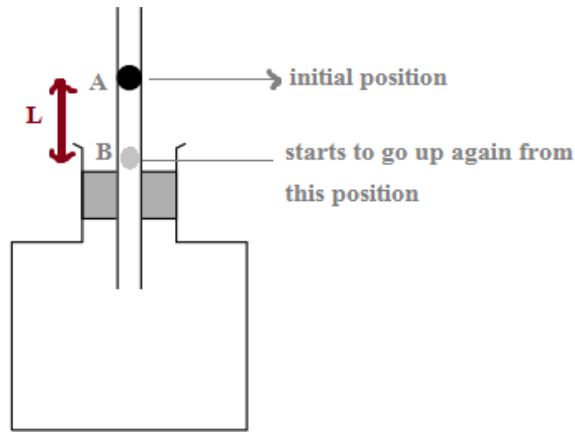 A
initial position
L
B
starts to go up again from
this position